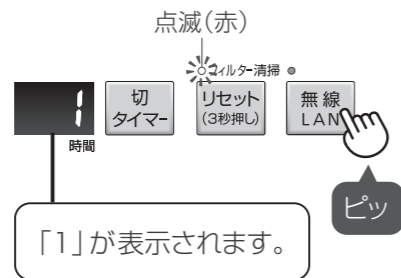 点滅(赤)
フィルター清掃
1
時間
切
タイマー
リセット
(3秒押し)
無線
LAN
ピッ
「1」が表示されます。